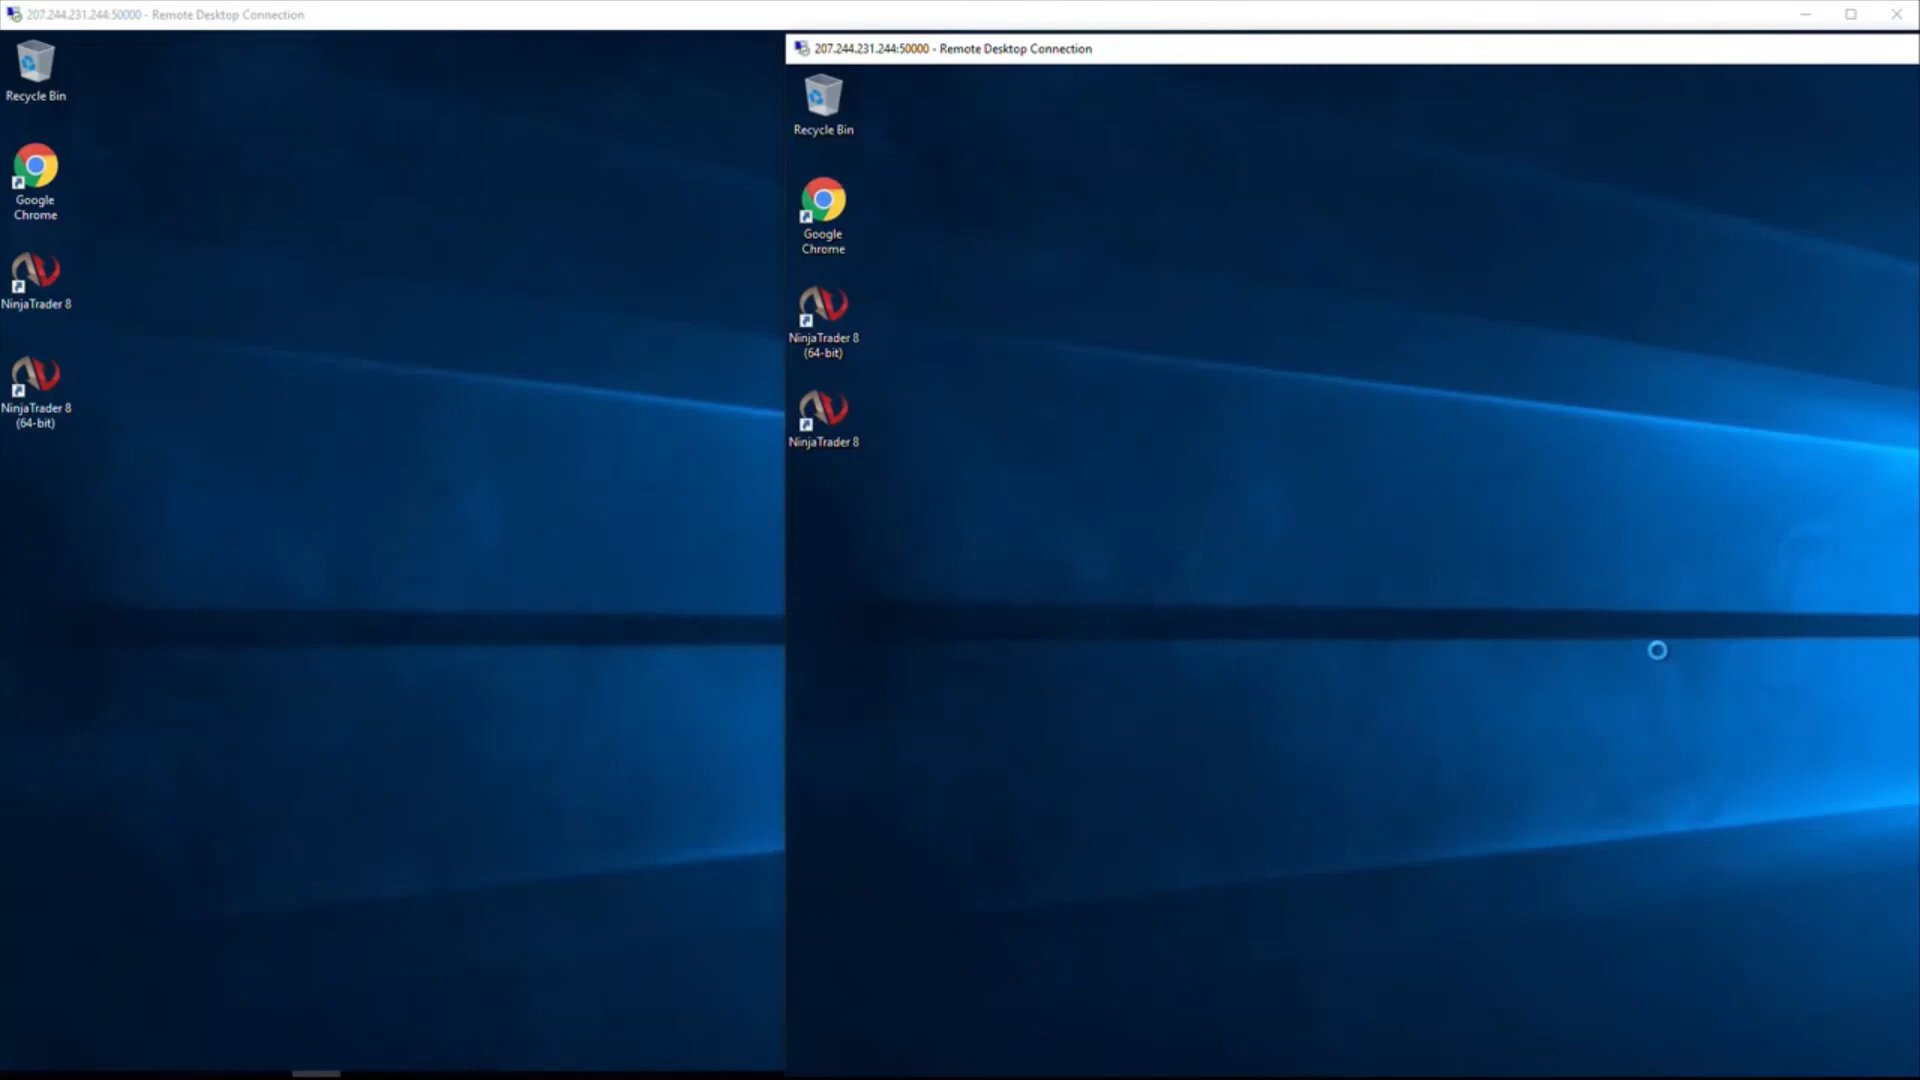 207.244.231.244:50000 - Remote Desktop Connection
Recycle Bin
Google
Chrome
NinjaTrader 8
NinjaTrader 8
(64-bit)
207.244.231.244:50000 - Remote Desktop Connection
Recycle Bin
Google
Chrome
NinjaTrader 8
(64-bit)
NinjaTrader 8